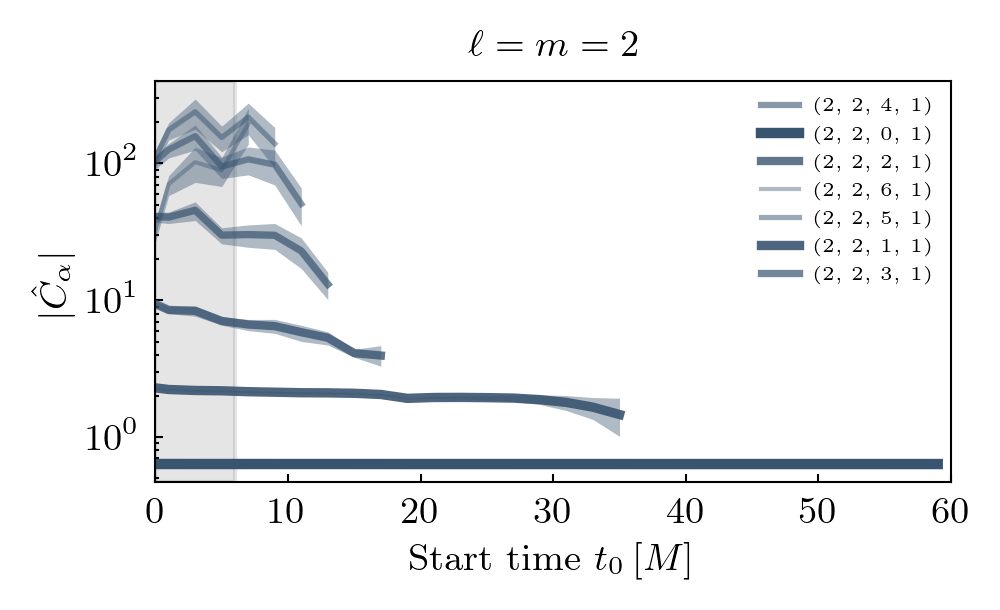 ℓ = m = 2
|Ĉ_α|
10²
10¹
10⁰
(2, 2, 4, 1)
(2, 2, 0, 1)
(2, 2, 2, 1)
(2, 2, 6, 1)
(2, 2, 5, 1)
(2, 2, 1, 1)
(2, 2, 3, 1)
0 10 20 30 40 50 60
Start time t₀ [M]